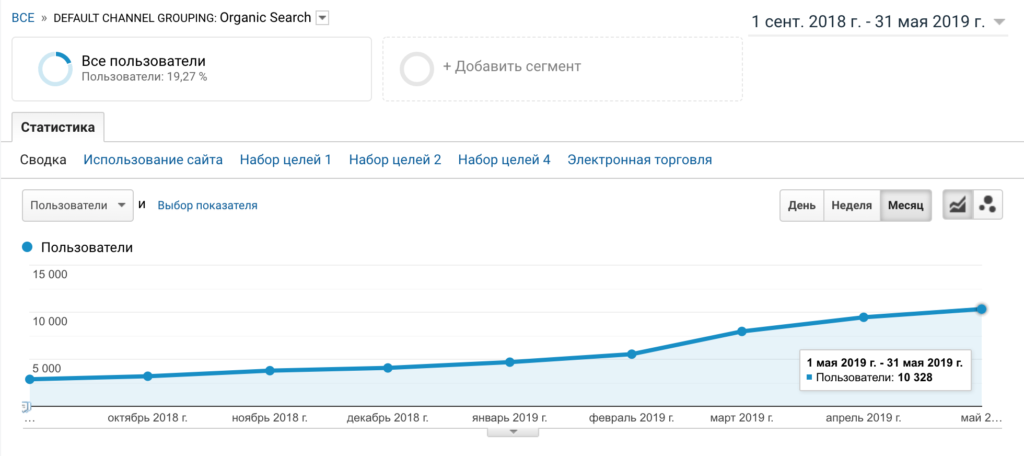 ВСЕ » DEFAULT CHANNEL GROUPING: Organic Search
1 сент. 2018 г. - 31 мая 2019 г.
Все пользователи
Пользователи: 19,27 %
+ Добавить сегмент
Статистика
Сводка Использование сайта Набор целей 1 Набор целей 2 Набор целей 4 Электронная торговля
Пользователи и Выбор показателя День Неделя Месяц
Пользователи
15 000
10 000
5 000
1 мая 2019 г. - 31 мая 2019 г.
Пользователи: 10 328
… октябрь 2018 г. ноябрь 2018 г. декабрь 2018 г. январь 2019 г. февраль 2019 г. март 2019 г. апрель 2019 г. май 2…